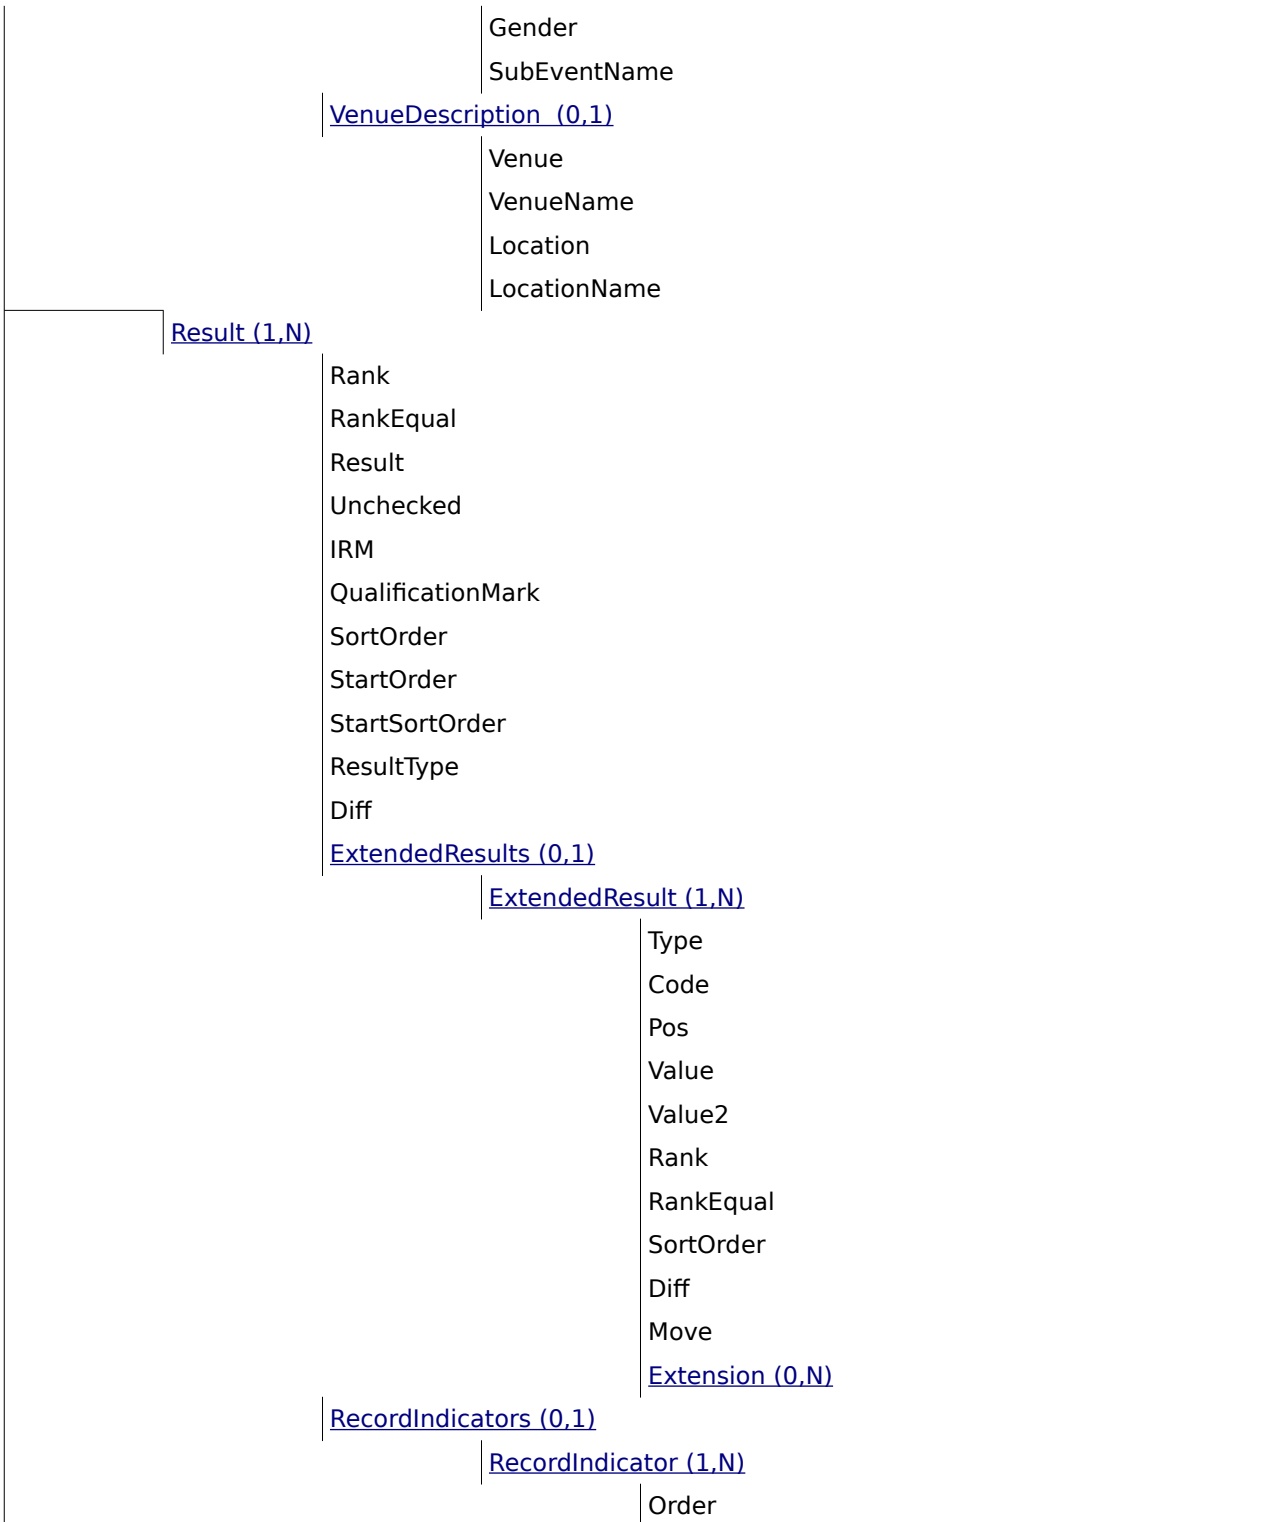 Gender
SubEventName
VenueDescription  (0,1)
Venue
VenueName
Location
LocationName
Result (1,N)
Rank
RankEqual
Result
Unchecked
IRM
QualificationMark
SortOrder
StartOrder
StartSortOrder
ResultType
Diff
ExtendedResults (0,1)
ExtendedResult (1,N)
Type
Code
Pos
Value
Value2
Rank
RankEqual
SortOrder
Diff
Move
Extension (0,N)
RecordIndicators (0,1)
RecordIndicator (1,N)
Order